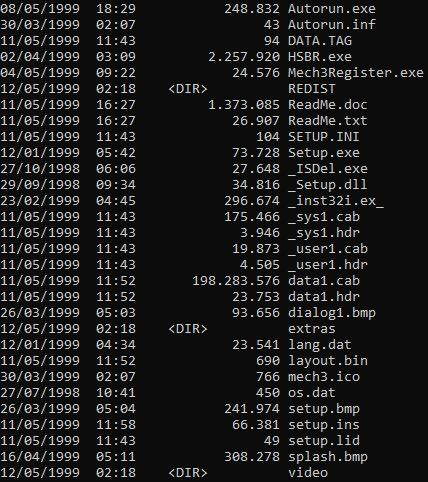 08/05/1999  18:29           248.832 Autorun.exe
30/03/1999  02:07                43 Autorun.inf
11/05/1999  11:43                94 DATA.TAG
02/04/1999  03:09         2.257.920 HSBR.exe
04/05/1999  09:22            24.576 Mech3Register.exe
12/05/1999  02:18    <DIR>          REDIST
11/05/1999  16:27         1.373.085 ReadMe.doc
11/05/1999  16:27            26.907 ReadMe.txt
11/05/1999  11:43               104 SETUP.INI
12/01/1999  05:42            73.728 Setup.exe
27/10/1998  06:06            27.648 _ISDel.exe
29/09/1998  09:34            34.816 _Setup.dll
23/02/1999  04:45           296.674 _inst32i.ex_
11/05/1999  11:43           175.466 _sys1.cab
11/05/1999  11:43             3.946 _sys1.hdr
11/05/1999  11:43            19.873 _user1.cab
11/05/1999  11:43             4.505 _user1.hdr
11/05/1999  11:52       198.283.576 data1.cab
11/05/1999  11:52            23.753 data1.hdr
26/03/1999  05:03            93.656 dialog1.bmp
12/05/1999  02:18    <DIR>          extras
12/01/1999  04:34            23.541 lang.dat
11/05/1999  11:52               690 layout.bin
30/03/1999  02:07               766 mech3.ico
27/07/1998  10:41               450 os.dat
26/03/1999  05:04           241.974 setup.bmp
11/05/1999  11:58            66.381 setup.ins
11/05/1999  11:43                49 setup.lid
16/04/1999  05:11           308.278 splash.bmp
12/05/1999  02:18    <DIR>          video